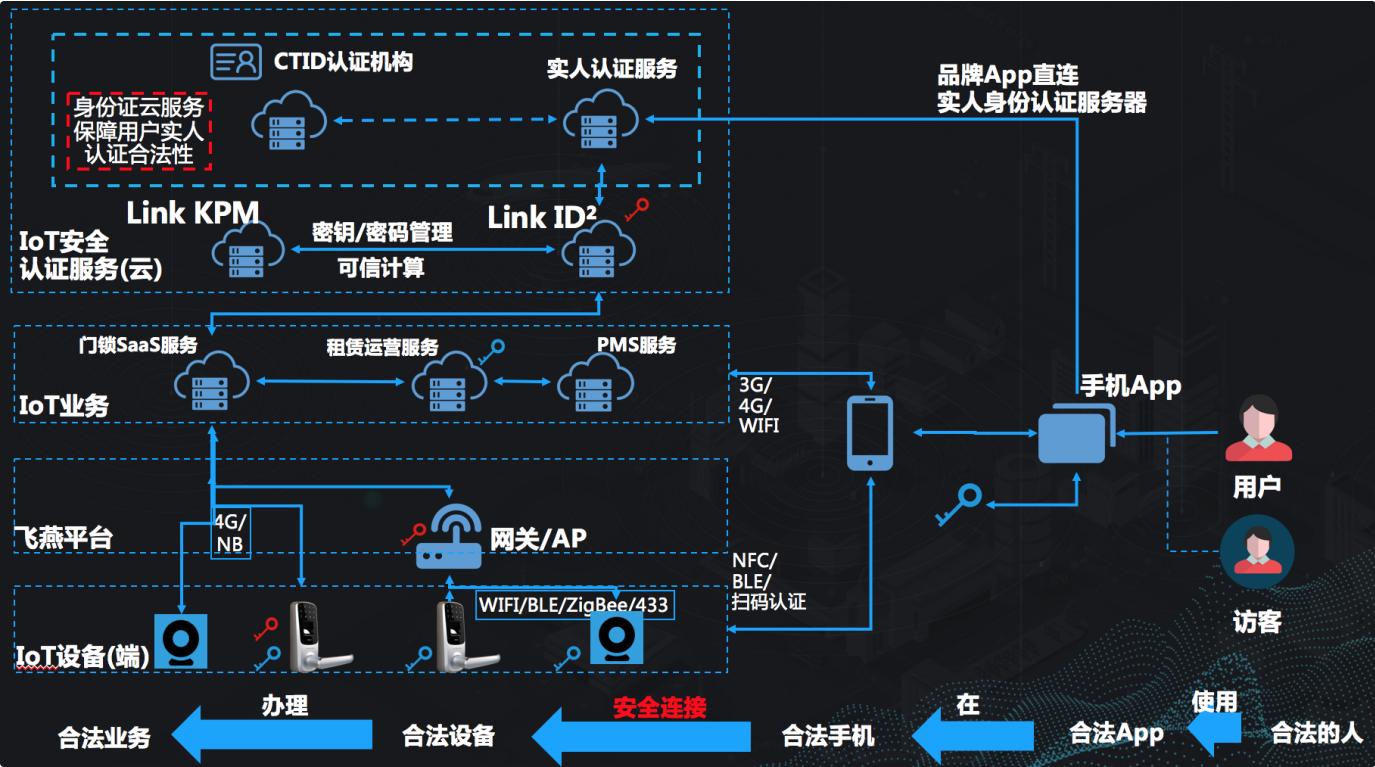 CTID认证机构
实人认证服务
身份证云服务
保障用户实人
认证合法性
品牌App直连
实人身份认证服务器
Link KPM
Link ID²
密钥/密码管理
可信计算
IoT安全
认证服务(云)
门锁SaaS服务
租赁运营服务
PMS服务
IoT业务
3G/
4G/
WIFI
手机App
用户
飞燕平台
4G/
NB
网关/AP
NFC/
BLE/
扫码认证
WIFI/BLE/ZigBee/433
访客
IoT设备(端)
办理
安全连接
在
使用
合法业务
合法设备
合法手机
合法App
合法的人